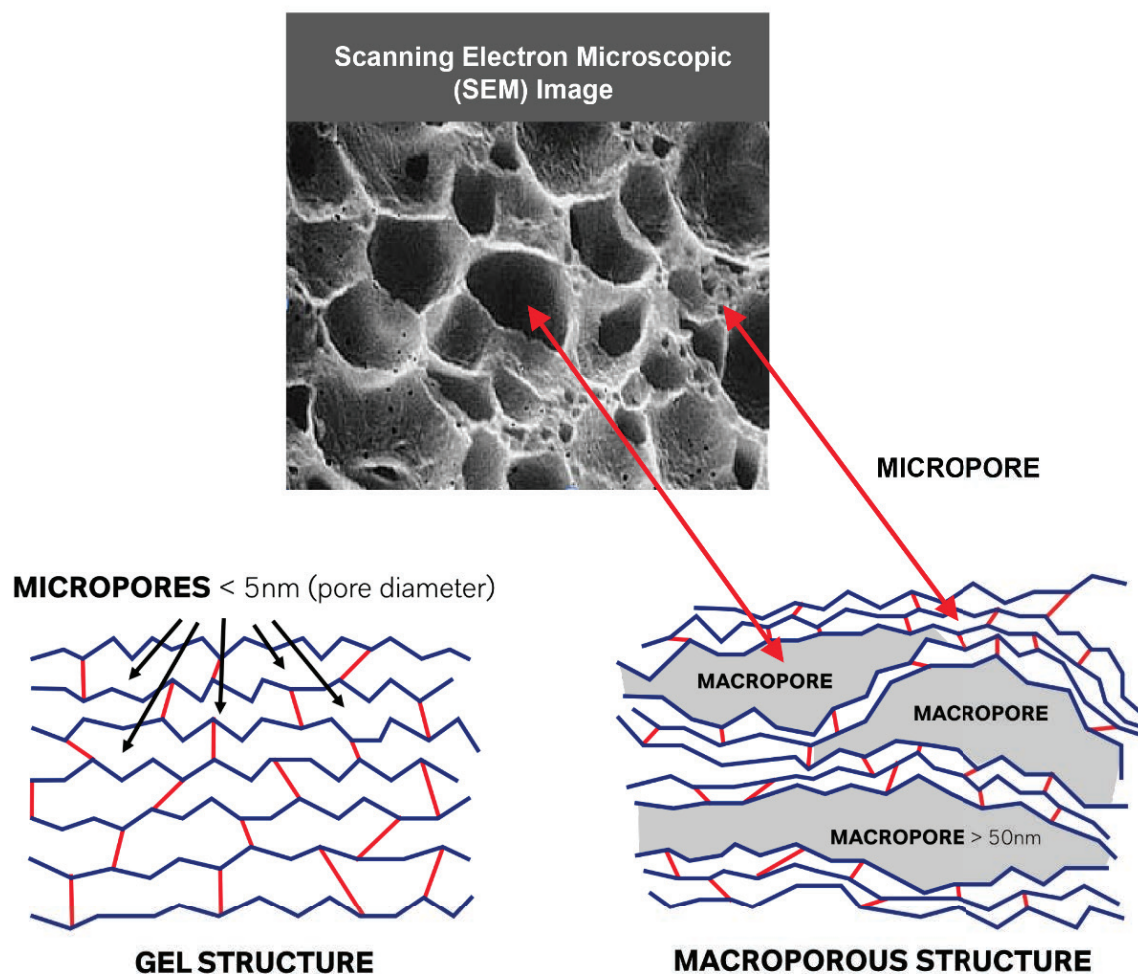 Scanning Electron Microscopic
(SEM) Image
MICROPORE
MICROPORES < 5nm (pore diameter)
MACROPORE
MACROPORE
MACROPORE > 50nm
GEL STRUCTURE
MACROPOROUS STRUCTURE